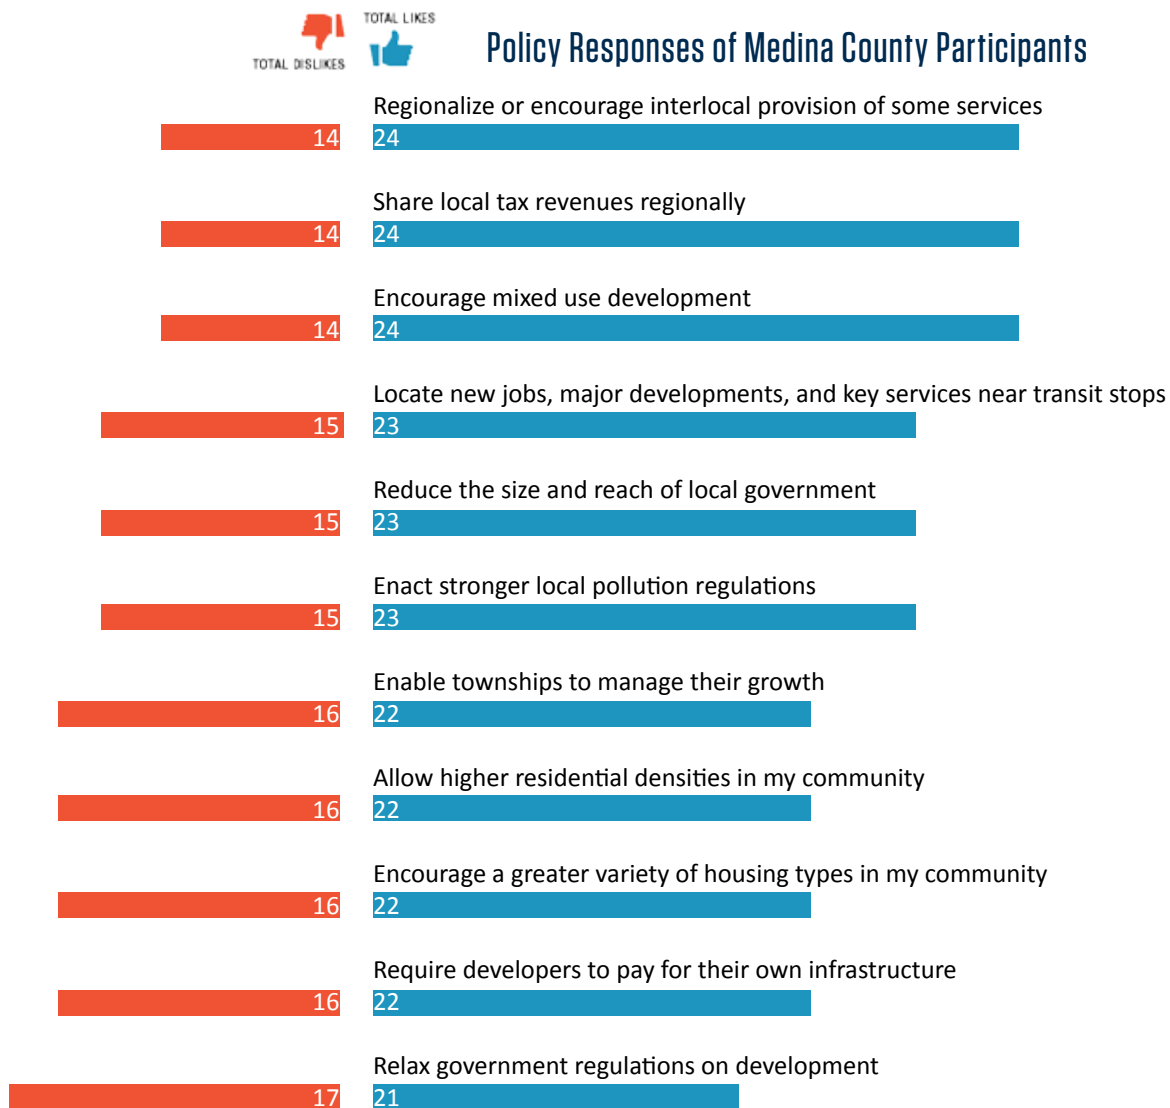 TOTAL LIKES
TOTAL DISLIKES
Policy Responses of Medina County Participants
Regionalize or encourage interlocal provision of some services
14 24
Share local tax revenues regionally
14 24
Encourage mixed use development
14 24
Locate new jobs, major developments, and key services near transit stops
15 23
Reduce the size and reach of local government
15 23
Enact stronger local pollution regulations
15 23
Enable townships to manage their growth
16 22
Allow higher residential densities in my community
16 22
Encourage a greater variety of housing types in my community
16 22
Require developers to pay for their own infrastructure
16 22
Relax government regulations on development
17 21